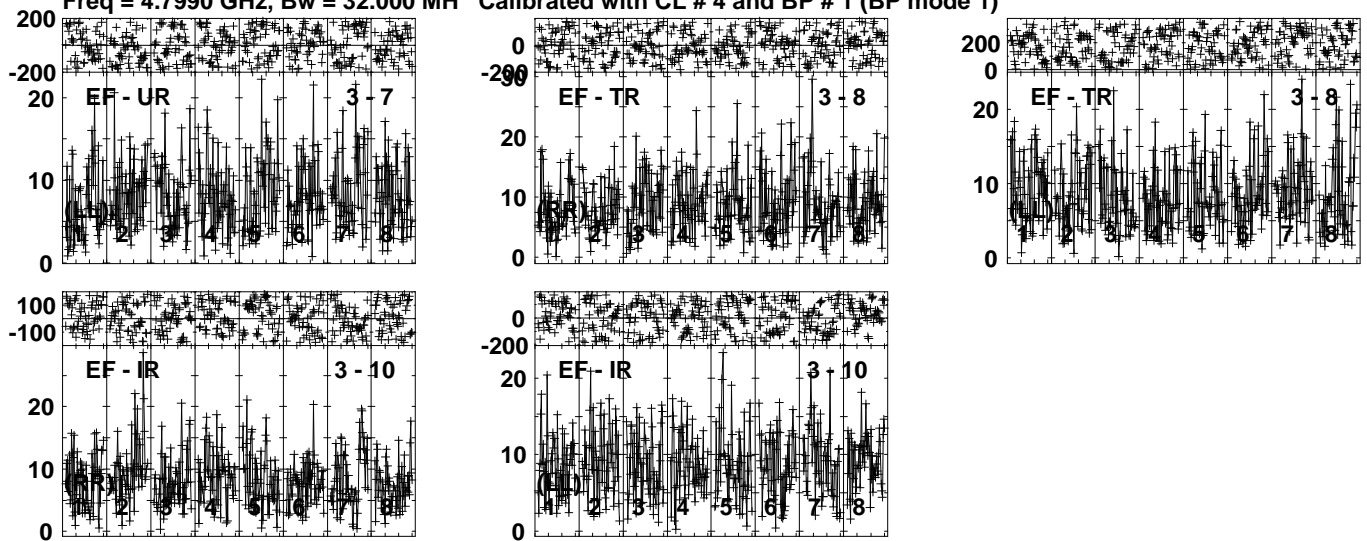 Freq = 4.7990 GHz, Bw = 32.000 MH Calibrated with CL # 4 and BP # 1 (BP mode 1)
200
-200
EF - UR 3 - 7
20
10
(LL)
1 2 3 4 5 6 7 8
0
0
-200
30
EF - TR 3 - 8
20
10
(RR)
1 2 3 4 5 6 7 8
0
200
0
EF - TR 3 - 8
20
10
(LL)
1 2 3 4 5 6 7 8
0
100
-100
EF - IR 3 - 10
20
10
(RR)
1 2 3 4 5 6 7 8
0
0
-200
EF - IR 3 - 10
20
10
(LL)
1 2 3 4 5 6 7 8
0